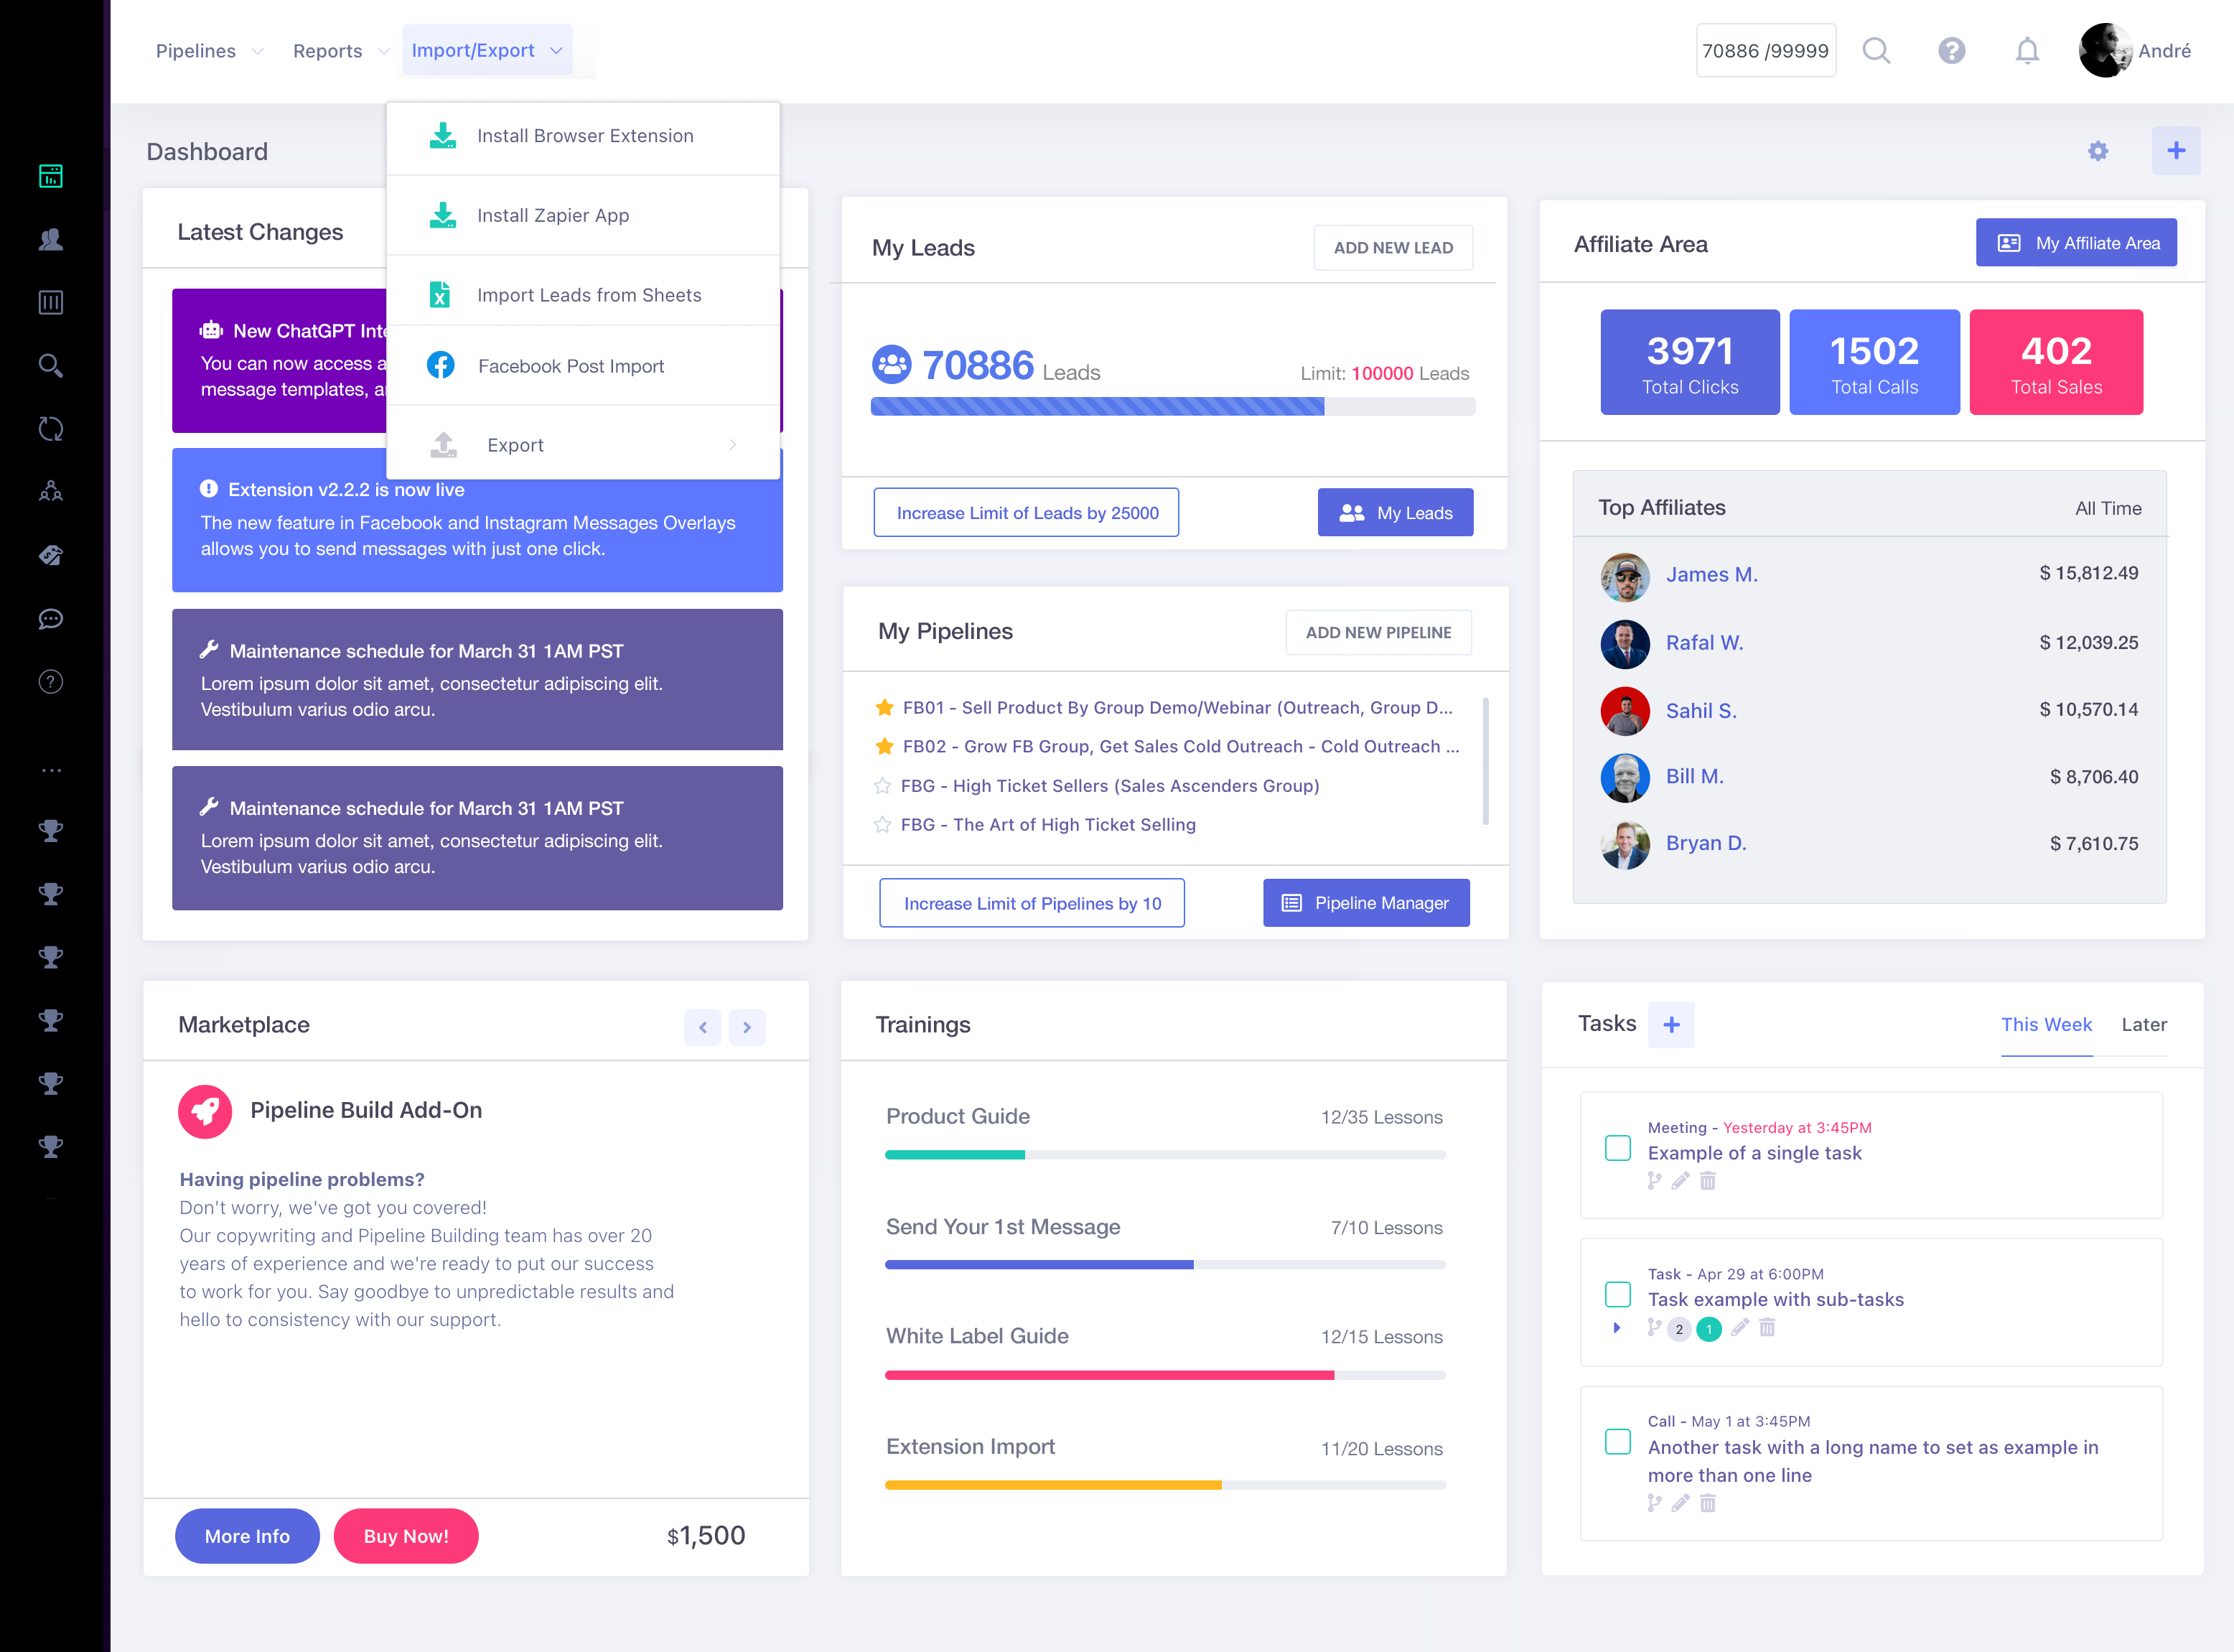 Pipelines
Reports
Import/Export
70886 /99999
André
Dashboard
Install Browser Extension
Install Zapier App
Import Leads from Sheets
Facebook Post Import
Export
Latest Changes
New ChatGPT
You can now access
message templates,
Extension v2.2.2 is now live
The new feature in Facebook and Instagram Messages Overlays
allows you to send messages with just one click.
Maintenance schedule for March 31 1AM PST
Lorem ipsum dolor sit amet, consectetur adipiscing elit.
Vestibulum varius odio arcu.
Maintenance schedule for March 31 1AM PST
Lorem ipsum dolor sit amet, consectetur adipiscing elit.
Vestibulum varius odio arcu.
My Leads
ADD NEW LEAD
70886 Leads
Limit: 100000 Leads
Increase Limit of Leads by 25000
My Leads
My Pipelines
ADD NEW PIPELINE
FB01 - Sell Product By Group Demo/Webinar (Outreach, Group D...
FB02 - Grow FB Group, Get Sales Cold Outreach - Cold Outreach ...
FBG - High Ticket Sellers (Sales Ascenders Group)
FBG - The Art of High Ticket Selling
Increase Limit of Pipelines by 10
Pipeline Manager
Affiliate Area
My Affiliate Area
3971
Total Clicks
1502
Total Calls
402
Total Sales
Top Affiliates
All Time
James M.
$ 15,812.49
Rafal W.
$ 12,039.25
Sahil S.
$ 10,570.14
Bill M.
$ 8,706.40
Bryan D.
$ 7,610.75
Marketplace
Pipeline Build Add-On
Having pipeline problems?
Don't worry, we've got you covered!
Our copywriting and Pipeline Building team has over 20
years of experience and we're ready to put our success
to work for you. Say goodbye to unpredictable results and
hello to consistency with our support.
More Info
Buy Now!
$1,500
Trainings
Product Guide
12/35 Lessons
Send Your 1st Message
7/10 Lessons
White Label Guide
12/15 Lessons
Extension Import
11/20 Lessons
Tasks
This Week
Later
Meeting - Yesterday at 3:45PM
Example of a single task
Task - Apr 29 at 6:00PM
Task example with sub-tasks
2
1
Call - May 1 at 3:45PM
Another task with a long name to set as example in
more than one line